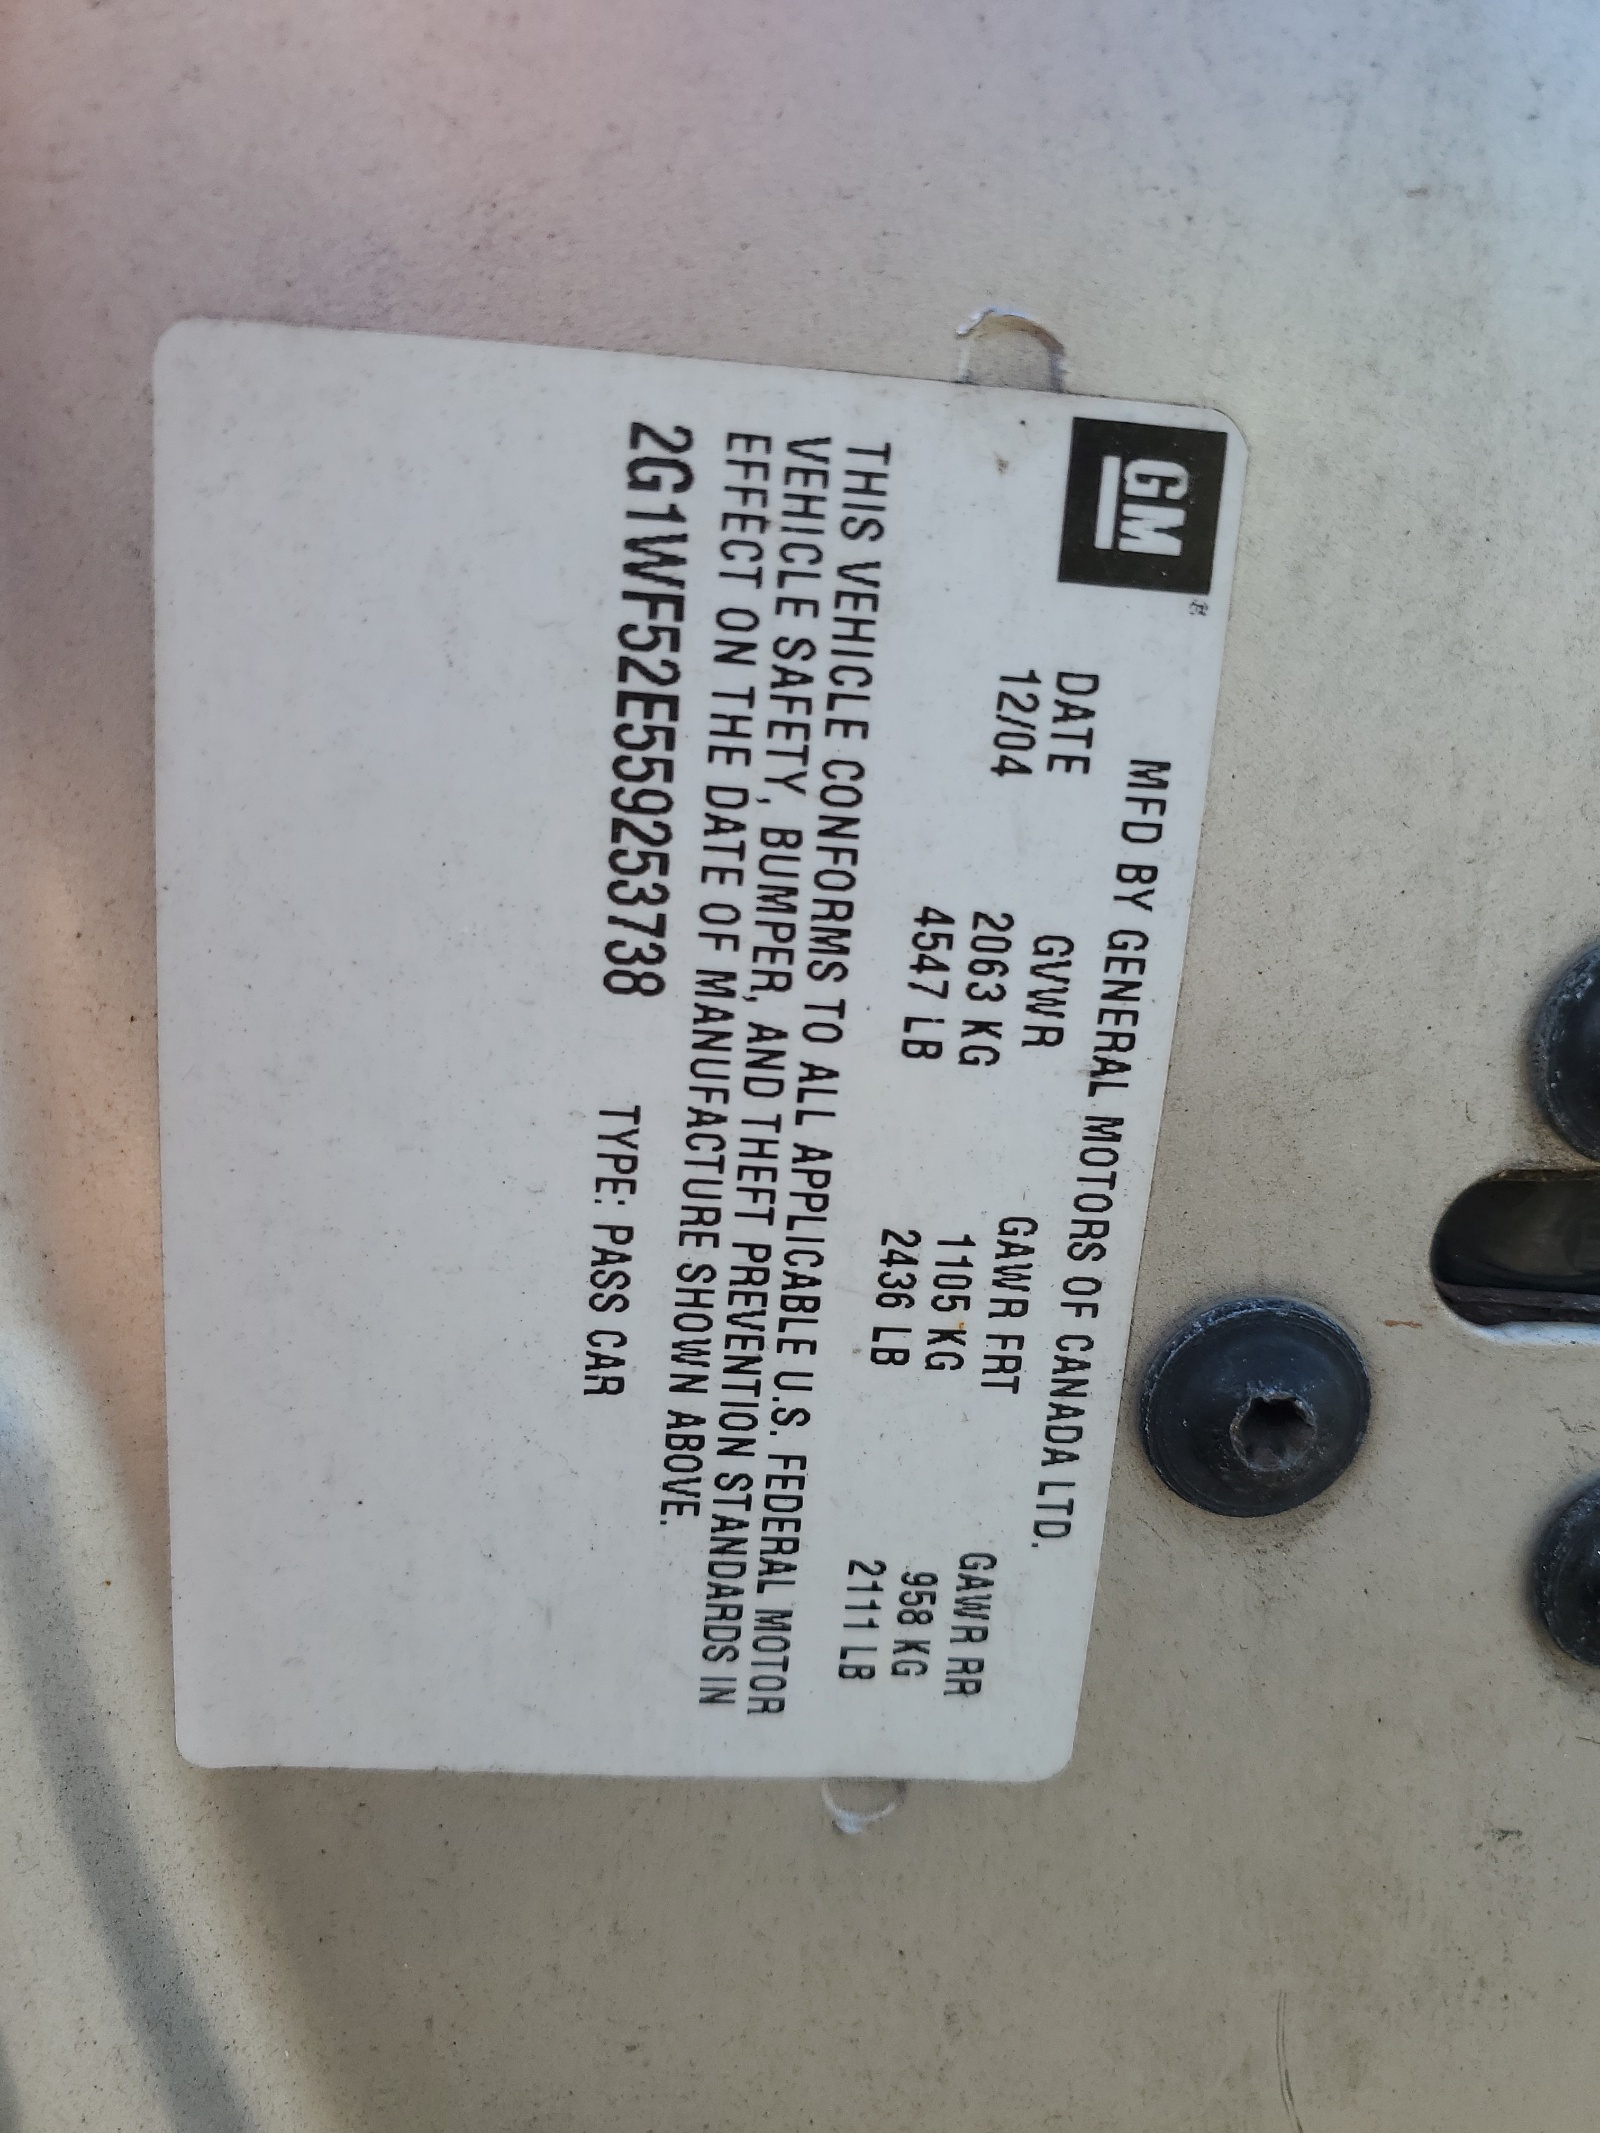 GM
MFD BY GENERAL MOTORS OF CANADA LTD.
DATE GVWR GAWR FRT GAWR RR
12/04 2063 KG 1105 KG 958 KG
4547 LB 2436 LB 2111 LB
THIS VEHICLE CONFORMS TO ALL APPLICABLE U.S. FEDERAL MOTOR
VEHICLE SAFETY, BUMPER, AND THEFT PREVENTION STANDARDS IN
EFFECT ON THE DATE OF MANUFACTURE SHOWN ABOVE.
2G1WF52E559253738 TYPE: PASS CAR